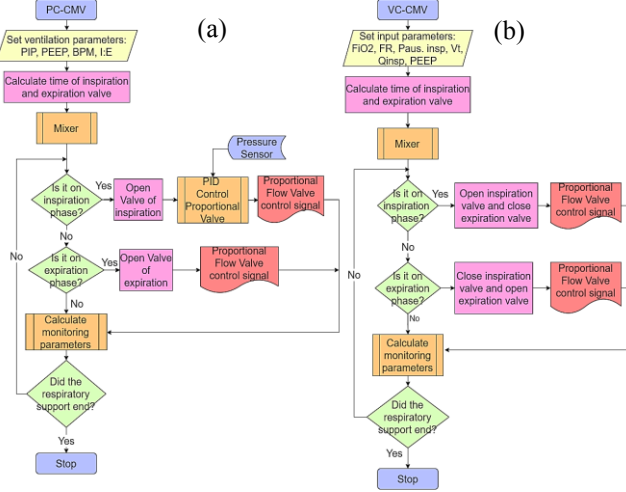 PC-CMV
(a)
Set ventilation parameters:
PIP, PEEP, BPM, I:E
Calculate time of inspiration
and expiration valve
Mixer
Pressure
Sensor
Is it on
inspiration
phase?
Yes
Open
Valve of
inspiration
PID
Control
Proportional
Valve
Proportional
Flow Valve
control signal
No
No
Is it on
expiration
phase?
Yes
Open Valve
of
expiration
Proportional
Flow Valve
control signal
No
Calculate
monitoring
parameters
Did the
respiratory
support end?
Yes
Stop
VC-CMV
(b)
Set input parameters:
FiO2, FR, Paus. insp, Vt,
Qinsp, PEEP
Calculate time of inspiration
and expiration valve
Mixer
Is it on
inspiration
phase?
Yes
Open inspiration
valve and close
expiration valve
Proportional
Flow Valve
control signal
No
No
Is it on
expiration
phase?
Yes
Close inspiration
valve and open
expiration valve
Proportional
Flow Valve
control signal
No
Calculate
monitoring
parameters
Did the
respiratory
support end?
Yes
Stop